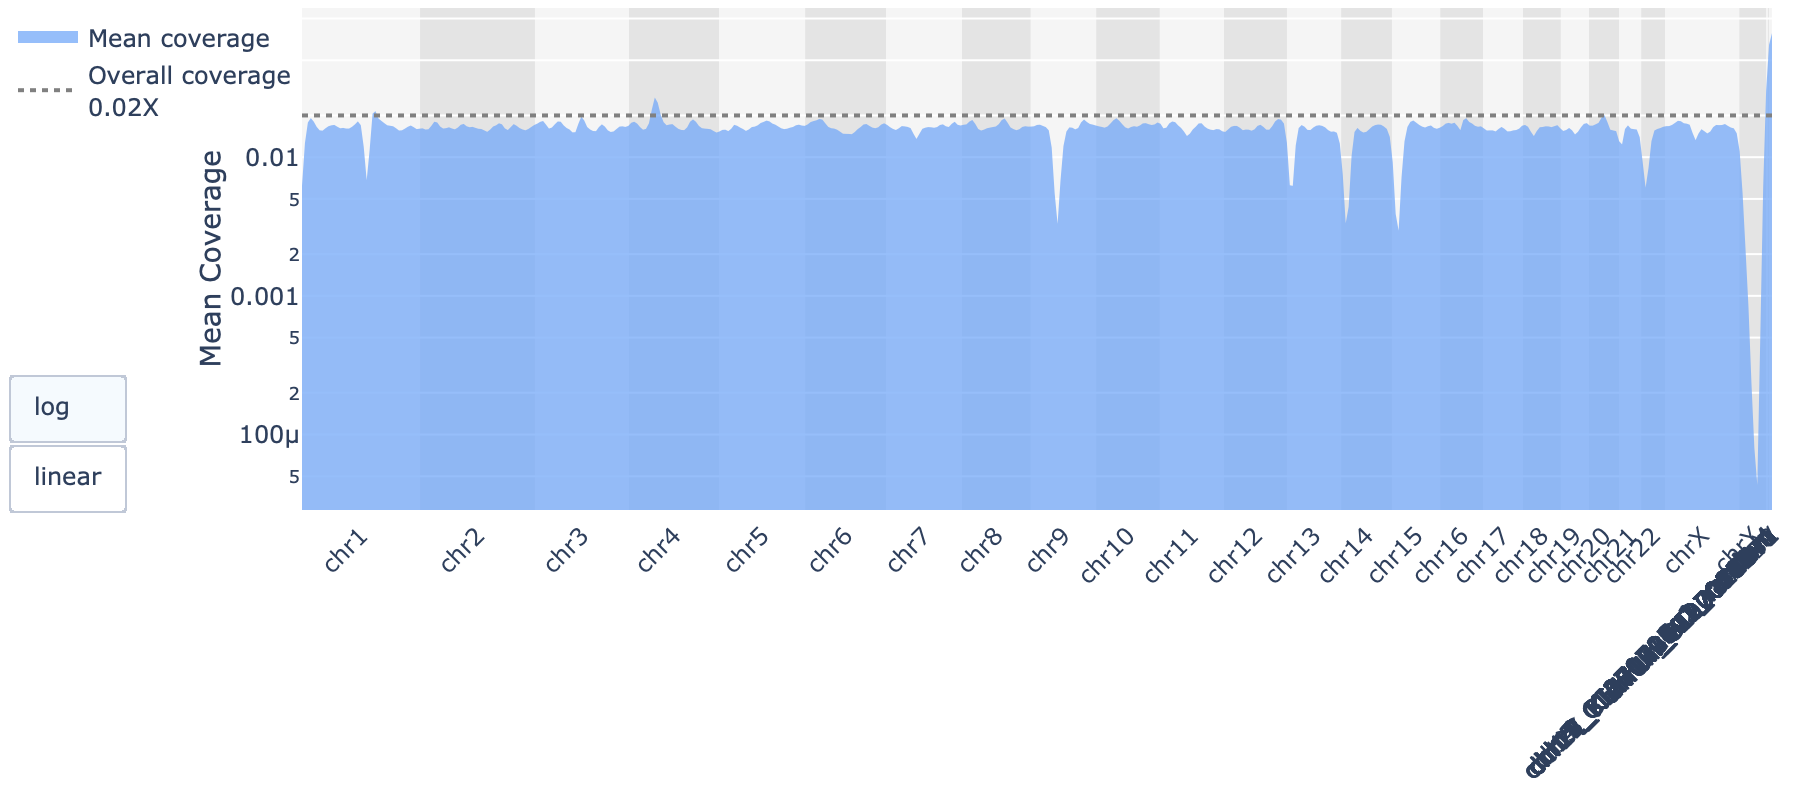 Mean coverage
Overall coverage
0.02X
Mean Coverage
0.01
5
2
0.001
5
2
100μ
5
log
linear
chr1
chr2
chr3
chr4
chr5
chr6
chr7
chr8
chr9
chr10
chr11
chr12
chr13
chr14
chr15
chr16
chr17
chr18
chr19
chr20
chr21
chr22
chrX